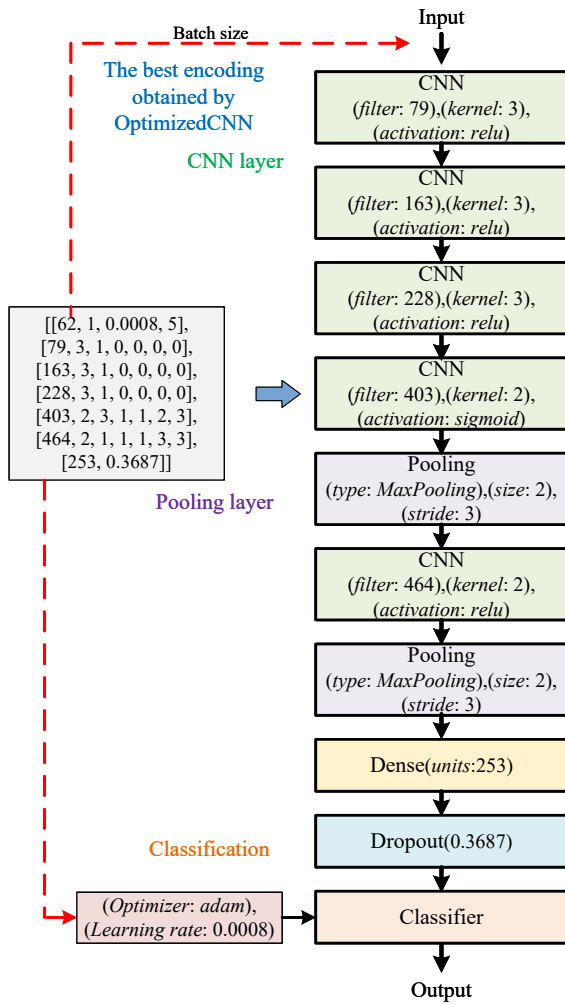 Input
Batch size
The best encoding
obtained by
OptimizedCNN
CNN layer
CNN
(filter: 79),(kernel: 3),
(activation: relu)
CNN
(filter: 163),(kernel: 3),
(activation: relu)
CNN
(filter: 228),(kernel: 3),
(activation: relu)
[[62, 1, 0.0008, 5],
[79, 3, 1, 0, 0, 0, 0],
[163, 3, 1, 0, 0, 0, 0],
[228, 3, 1, 0, 0, 0, 0],
[403, 2, 3, 1, 1, 2, 3],
[464, 2, 1, 1, 1, 3, 3],
[253, 0.3687]]
CNN
(filter: 403),(kernel: 2),
(activation: sigmoid)
Pooling layer
Pooling
(type: MaxPooling),(size: 2),
(stride: 3)
CNN
(filter: 464),(kernel: 2),
(activation: relu)
Pooling
(type: MaxPooling),(size: 2),
(stride: 3)
Dense(units:253)
Classification
Dropout(0.3687)
(Optimizer: adam),
(Learning rate: 0.0008)
Classifier
Output